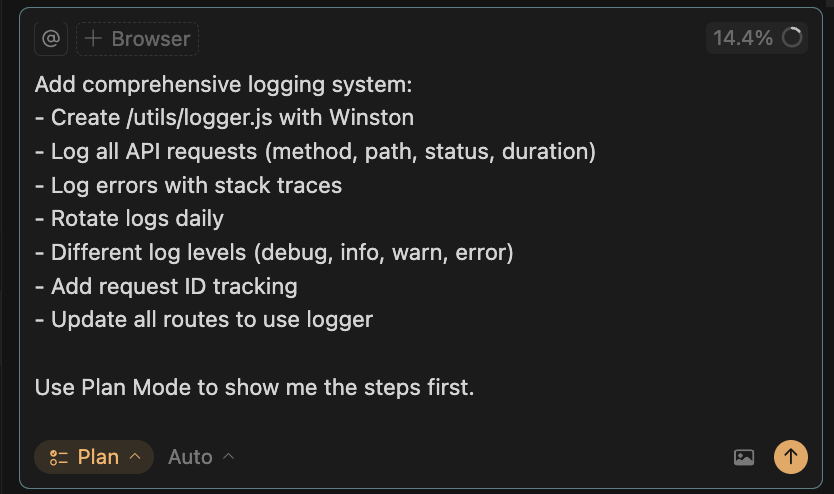 @ + Browser 14.4%
Add comprehensive logging system:
- Create /utils/logger.js with Winston
- Log all API requests (method, path, status, duration)
- Log errors with stack traces
- Rotate logs daily
- Different log levels (debug, info, warn, error)
- Add request ID tracking
- Update all routes to use logger
Use Plan Mode to show me the steps first.
Plan Auto